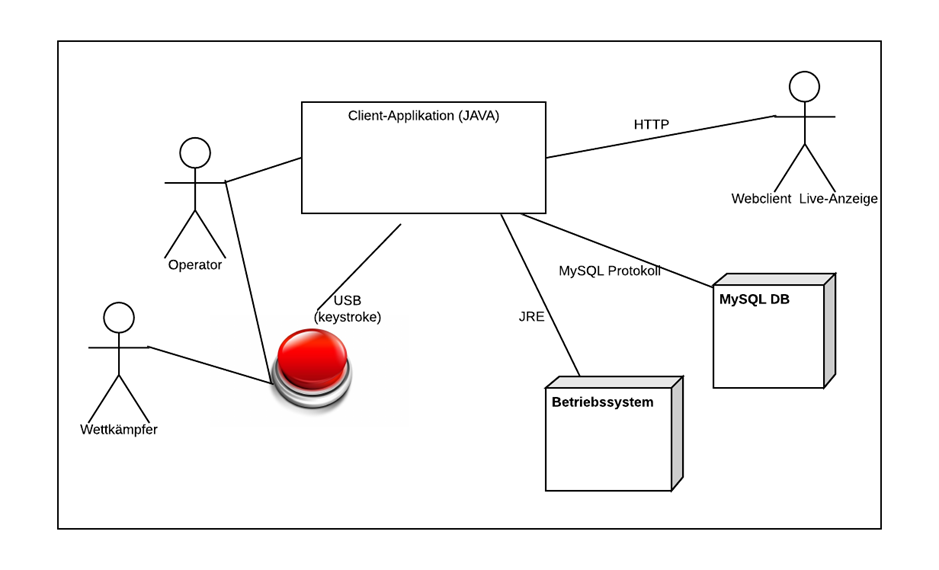 Client-Applikation (JAVA)
HTTP
Webclient  Live-Anzeige
Operator
MySQL Protokoll
USB
(keystroke)
MySQL DB
JRE
Betriebssystem
Wettkämpfer